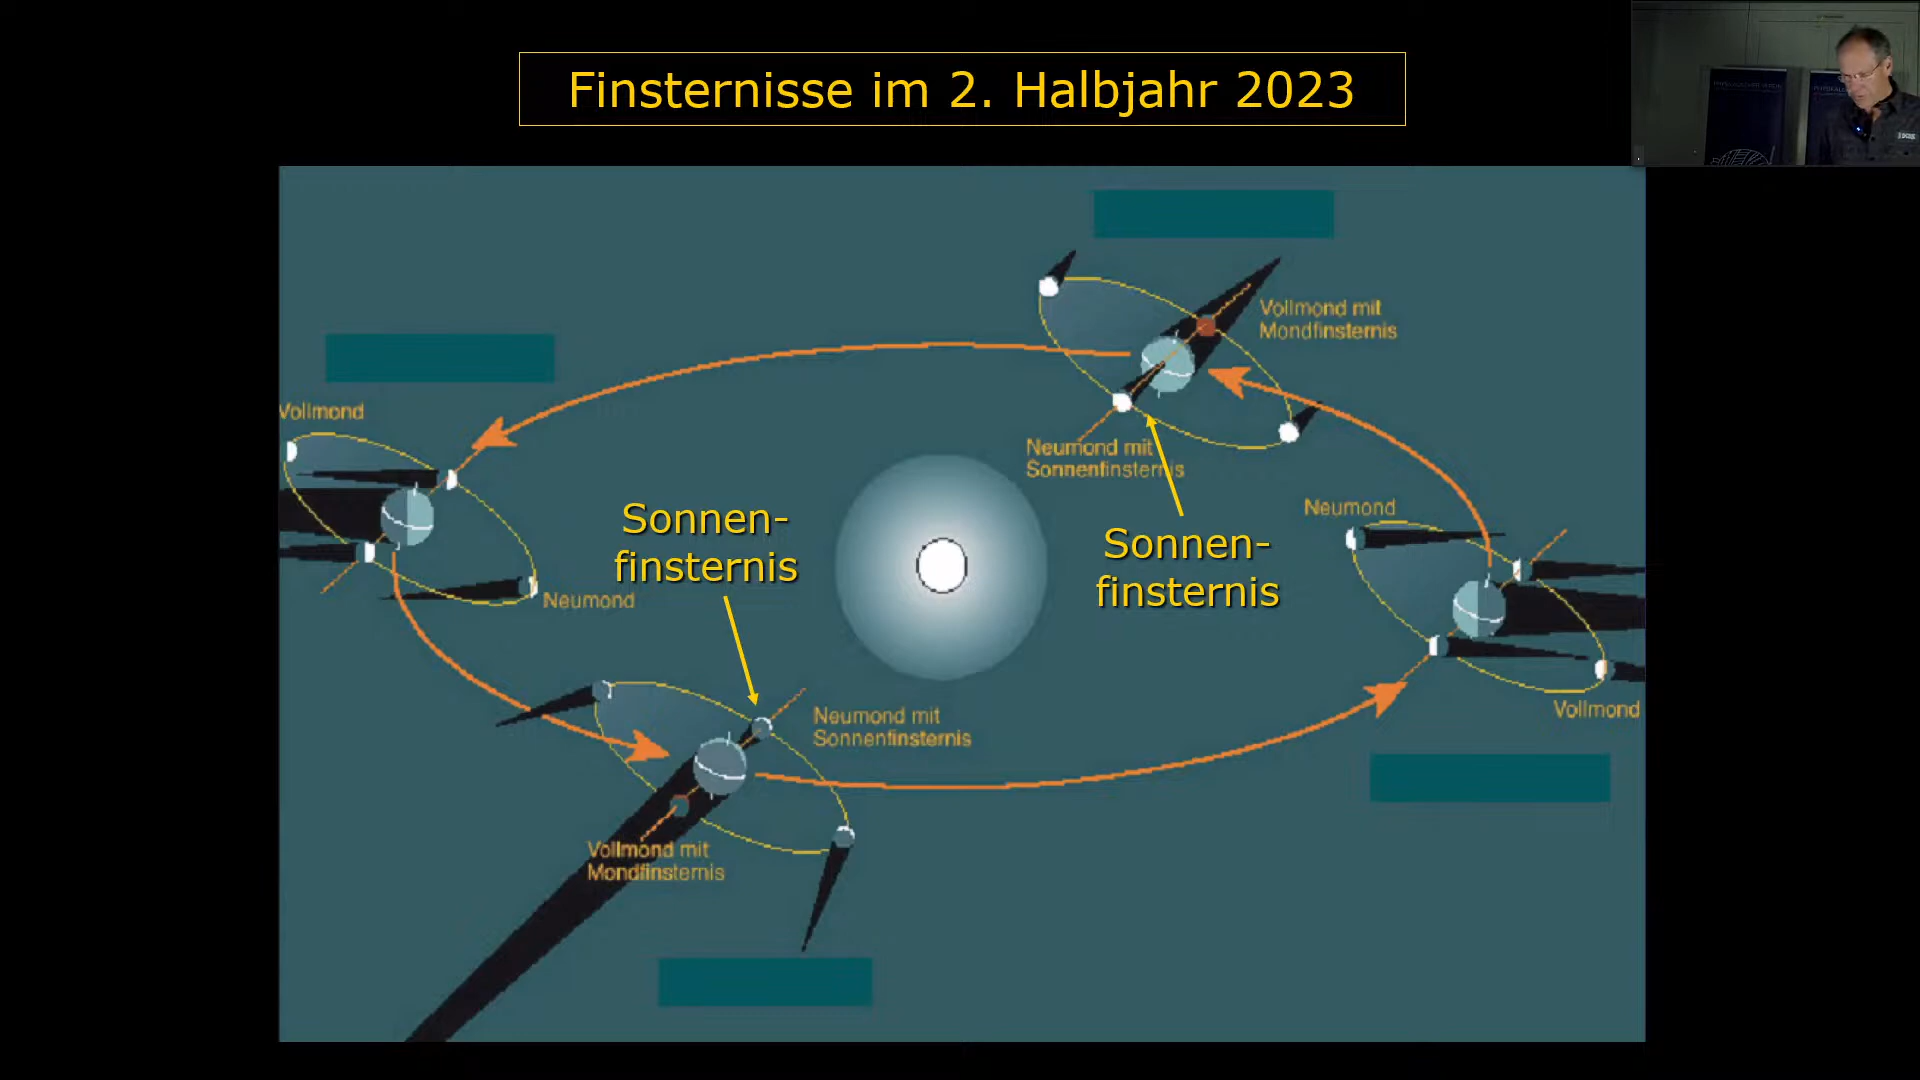 Finsternisse im 2. Halbjahr 2023
Vollmond mit
Mondfinsternis
Vollmond
Neumond mit
Sonnenfinsternis
Neumond
Sonnen-
finsternis
Sonnen-
finsternis
Neumond
Vollmond
Neumond mit
Sonnenfinsternis
Vollmond mit
Mondfinsternis